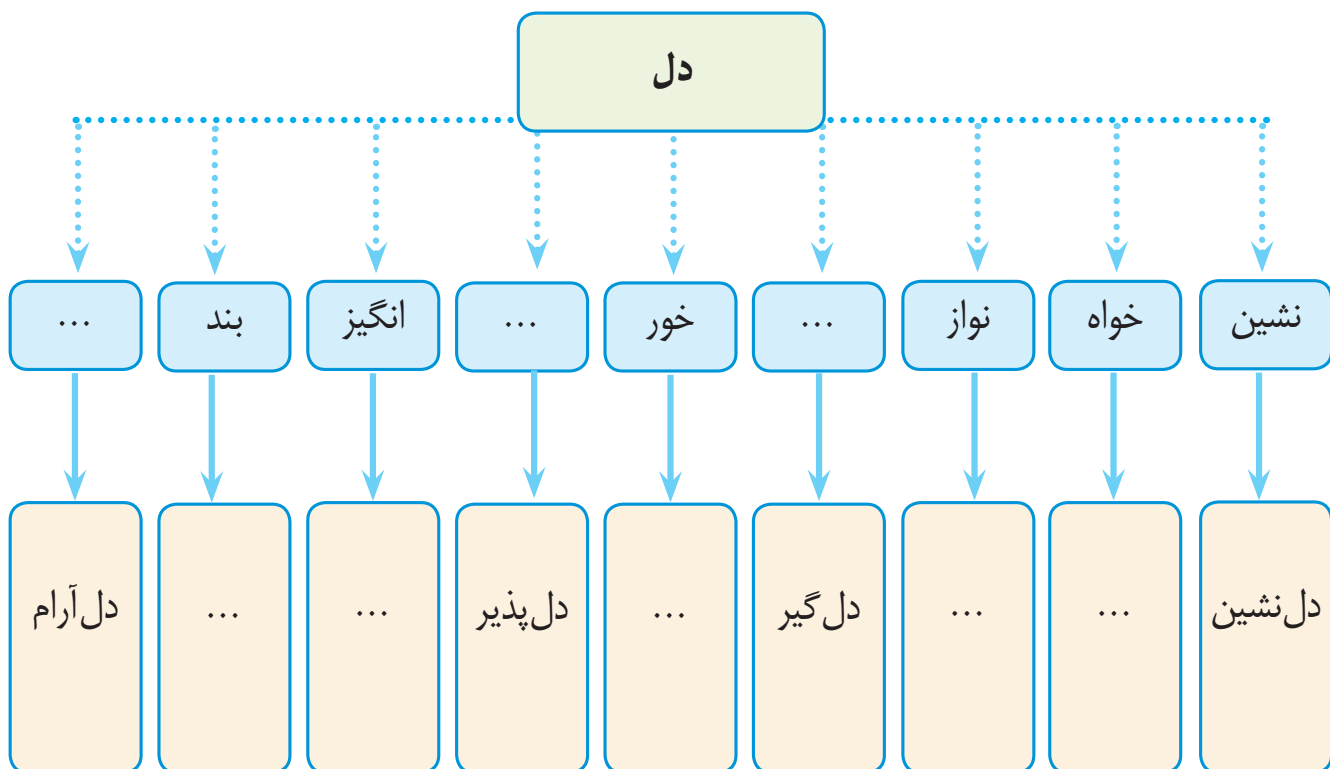 دل
نشین خواه نواز ... خور ... انگیز بند ...
دل‌نشین ... ... دل‌گیر ... دل‌پذیر ... ... دل‌آرام